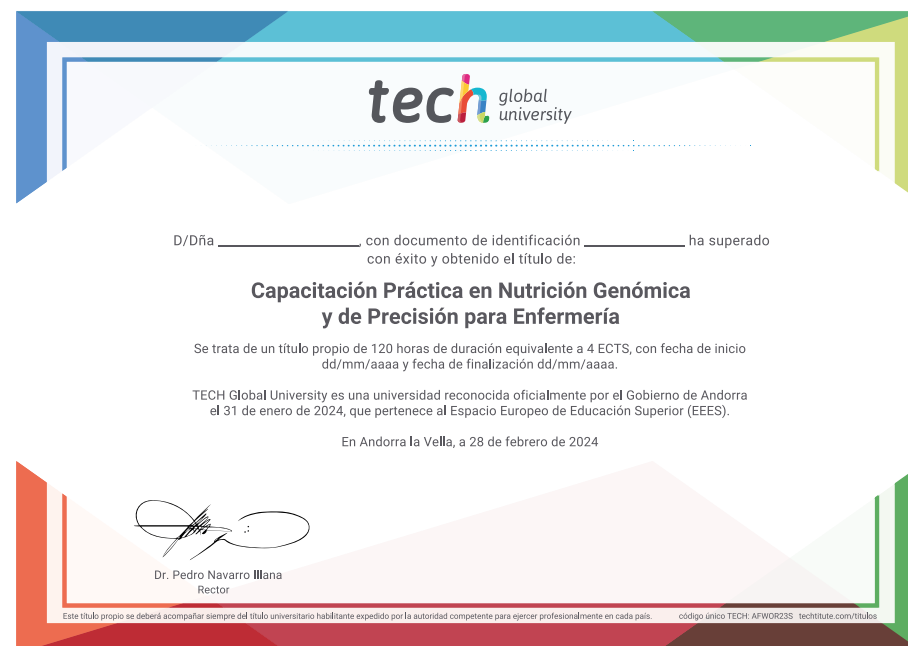 tech global university
D/Dña ____________________, con documento de identificación ______________ ha superado
con éxito y obtenido el título de:
Capacitación Práctica en Nutrición Genómica
y de Precisión para Enfermería
Se trata de un título propio de 120 horas de duración equivalente a 4 ECTS, con fecha de inicio
dd/mm/aaaa y fecha de finalización dd/mm/aaaa.
TECH Global University es una universidad reconocida oficialmente por el Gobierno de Andorra
el 31 de enero de 2024, que pertenece al Espacio Europeo de Educación Superior (EEES).
En Andorra la Vella, a 28 de febrero de 2024
Dr. Pedro Navarro Illana
Rector
Este título propio se deberá acompañar siempre del título universitario habilitante expedido por la autoridad competente para ejercer profesionalmente en cada país. código único TECH: AFWOR23S techtitute.com/titulos